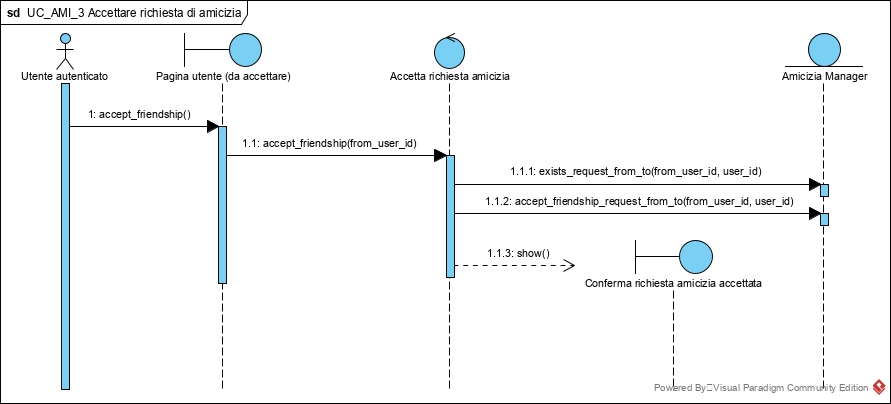 sd UC_AMI_3 Accettare richiesta di amicizia
Utente autenticato
Pagina utente (da accettare)
Accetta richiesta amicizia
Amicizia Manager
1: accept_friendship()
1.1: accept_friendship(from_user_id)
1.1.1: exists_request_from_to(from_user_id, user_id)
1.1.2: accept_friendship_request_from_to(from_user_id, user_id)
1.1.3: show()
Conferma richiesta amicizia accettata
Powered By Visual Paradigm Community Edition